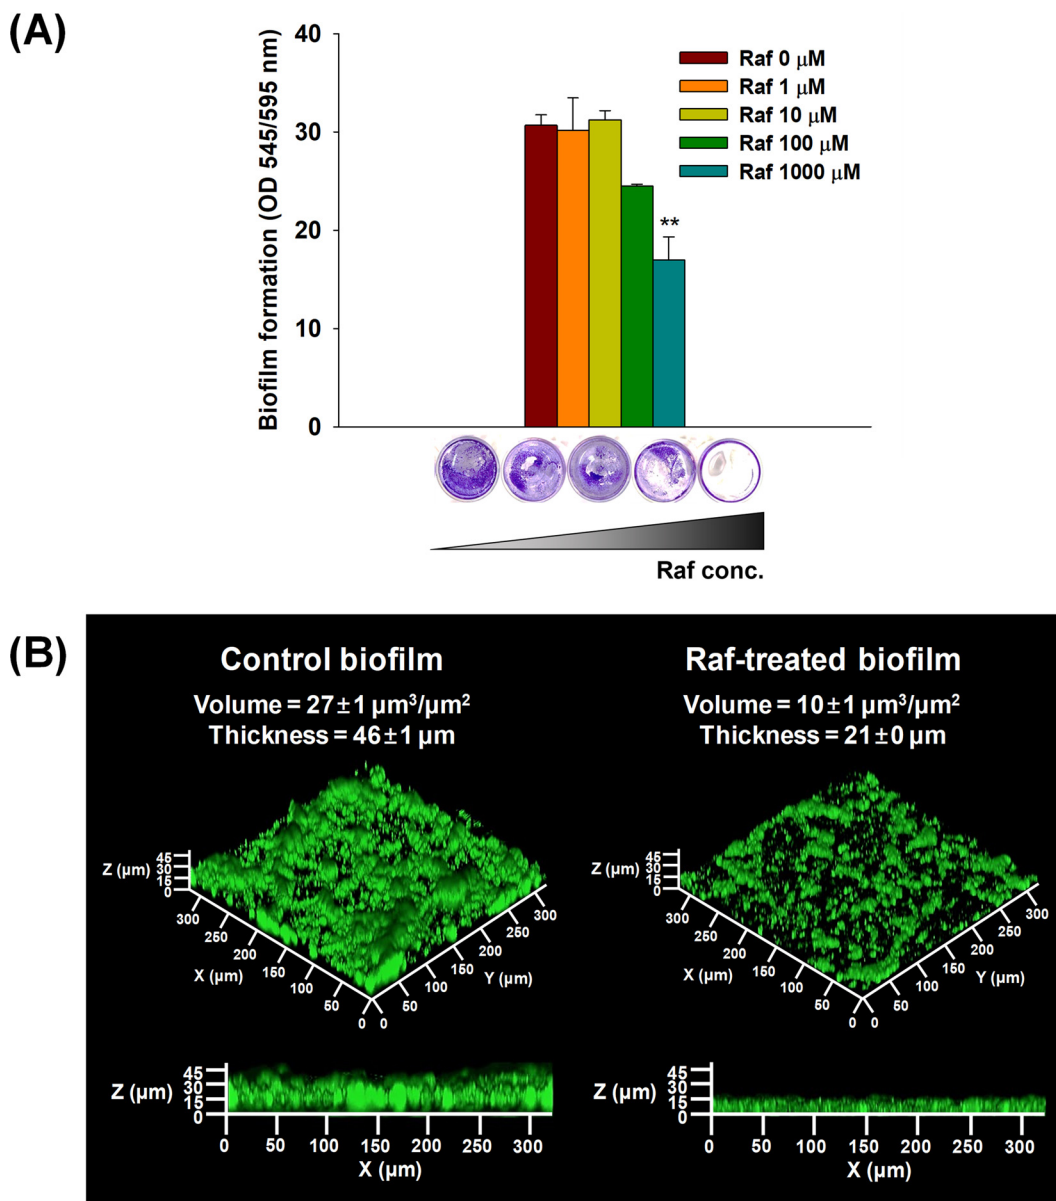 (A)
Biofilm formation (OD 545/595 nm)
40
30
20
10
0
Raf 0 μM
Raf 1 μM
Raf 10 μM
Raf 100 μM
Raf 1000 μM
**
Raf conc.
(B)
Control biofilm
Volume = 27±1 μm³/μm²
Thickness = 46±1 μm
Z (μm)
45
30
15
0
300
250
200
150
100
50
0
X (μm)
0
50
100
150
200
250
300
Y (μm)
Z (μm)
45
30
15
0
0 50 100 150 200 250 300
X (μm)
Raf-treated biofilm
Volume = 10±1 μm³/μm²
Thickness = 21±0 μm
Z (μm)
45
30
15
0
300
250
200
150
100
50
0
X (μm)
0
50
100
150
200
250
300
Y (μm)
Z (μm)
45
30
15
0
0 50 100 150 200 250 300
X (μm)